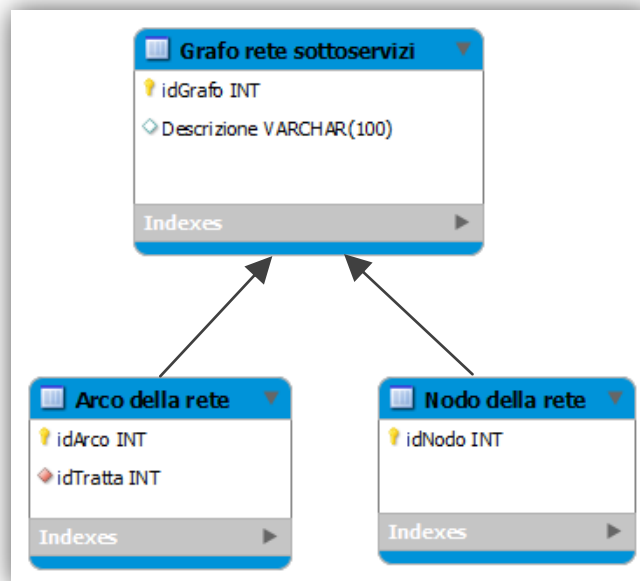 Grafo rete sottoservizi
idGrafo INT
Descrizione VARCHAR(100)
Indexes
Arco della rete
idArco INT
idTratta INT
Indexes
Nodo della rete
idNodo INT
Indexes